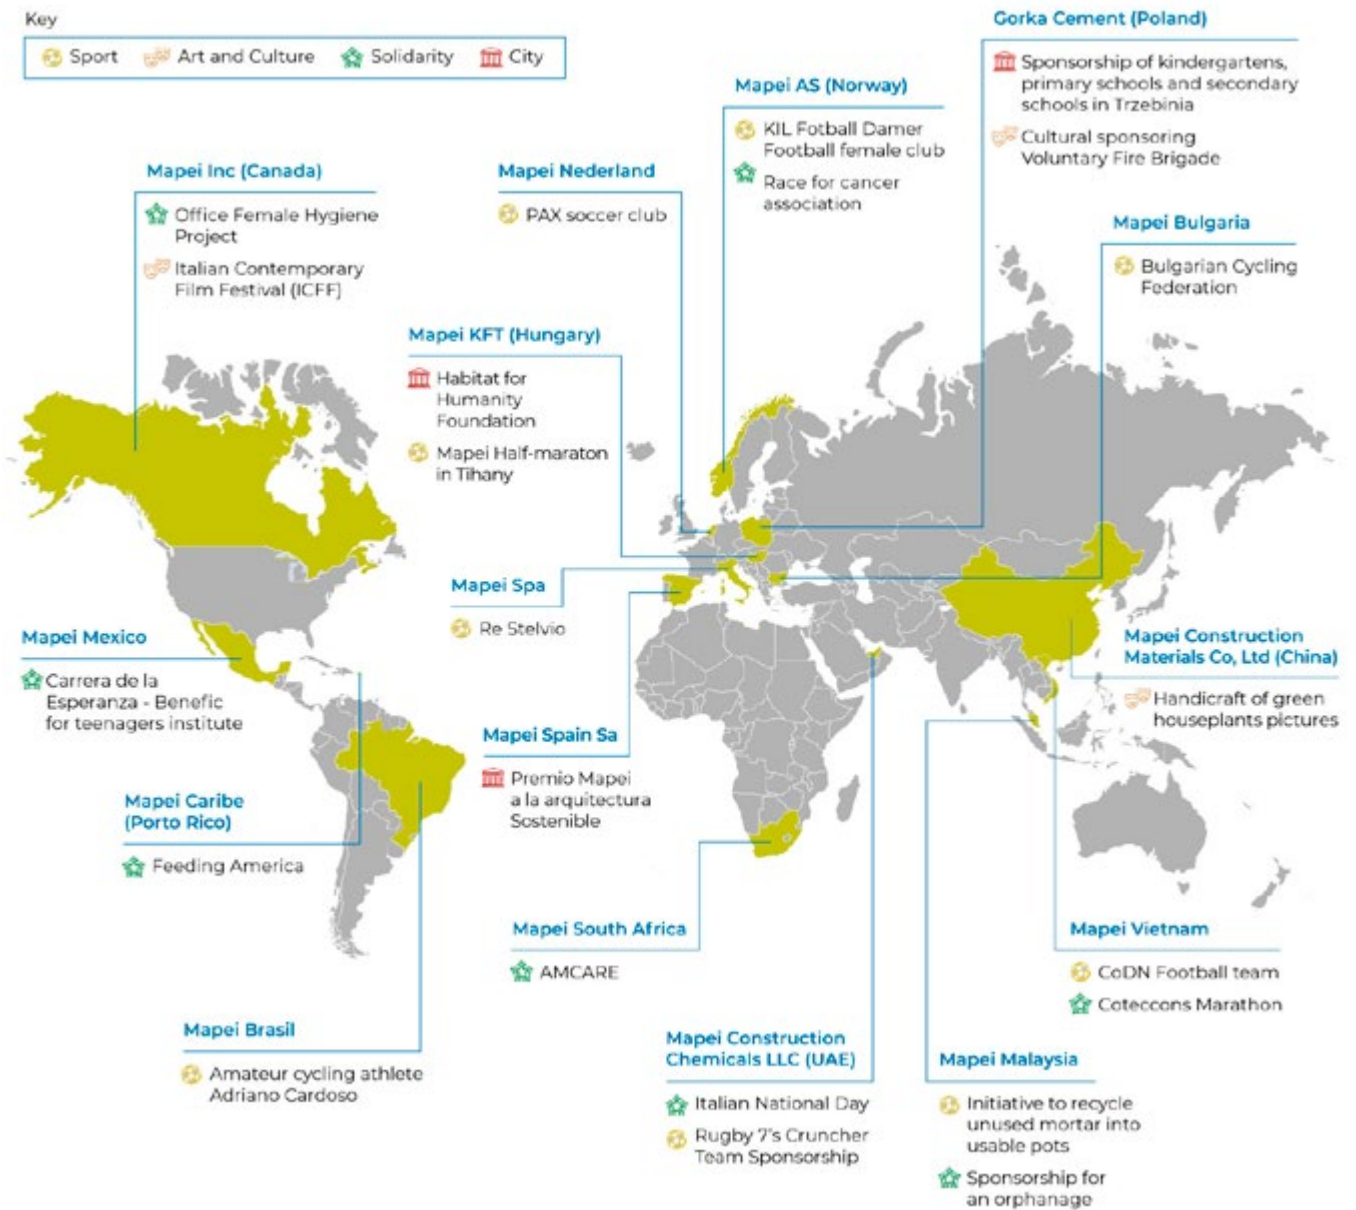 Key
Sport Art and Culture Solidarity City
Gorka Cement (Poland)
Sponsorship of kindergartens,
primary schools and secondary
schools in Trzebinia
Cultural sponsoring
Voluntary Fire Brigade
Mapei AS (Norway)
KIL Fotball Damer
Football female club
Race for cancer
association
Mapei Inc (Canada)
Office Female Hygiene
Project
Italian Contemporary
Film Festival (ICFF)
Mapei Nederland
PAX soccer club
Mapei Bulgaria
Bulgarian Cycling
Federation
Mapei KFT (Hungary)
Habitat for
Humanity
Foundation
Mapei Half-maraton
in Tihany
Mapei Spa
Re Stelvio
Mapei Mexico
Carrera de la
Esperanza - Benefic
for teenagers institute
Mapei Construction
Materials Co, Ltd (China)
Handicraft of green
houseplants pictures
Mapei Spain Sa
Premio Mapei
a la arquitectura
Sostenible
Mapei Caribe
(Porto Rico)
Feeding America
Mapei South Africa
AMCARE
Mapei Vietnam
CoDN Football team
Coteccons Marathon
Mapei Brasil
Amateur cycling athlete
Adriano Cardoso
Mapei Construction
Chemicals LLC (UAE)
Italian National Day
Rugby 7's Cruncher
Team Sponsorship
Mapei Malaysia
Initiative to recycle
unused mortar into
usable pots
Sponsorship for
an orphanage